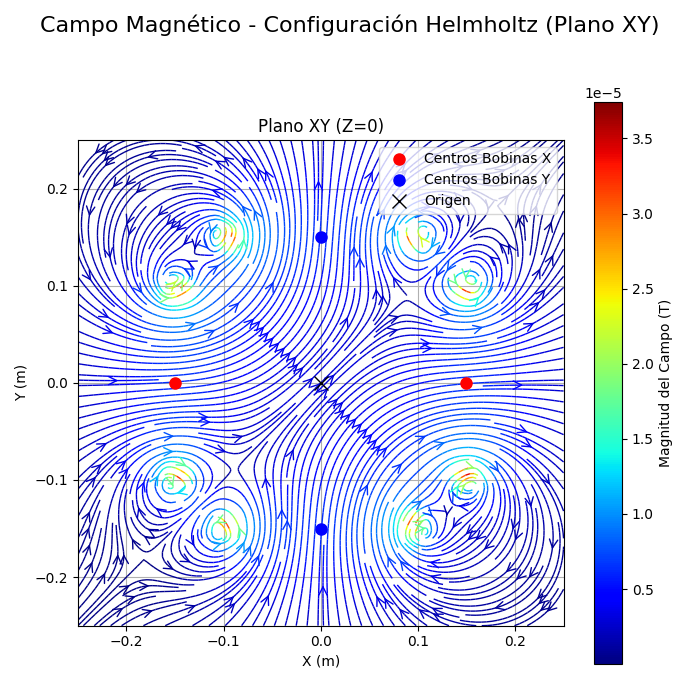 Campo Magnético - Configuración Helmholtz (Plano XY)
Plano XY (Z=0)
1e−5
Centros Bobinas X
Centros Bobinas Y
Origen
0.2
0.1
0.0
−0.1
−0.2
Y (m)
−0.2
−0.1
0.0
0.1
0.2
X (m)
3.5
3.0
2.5
2.0
1.5
1.0
0.5
Magnitud del Campo (T)